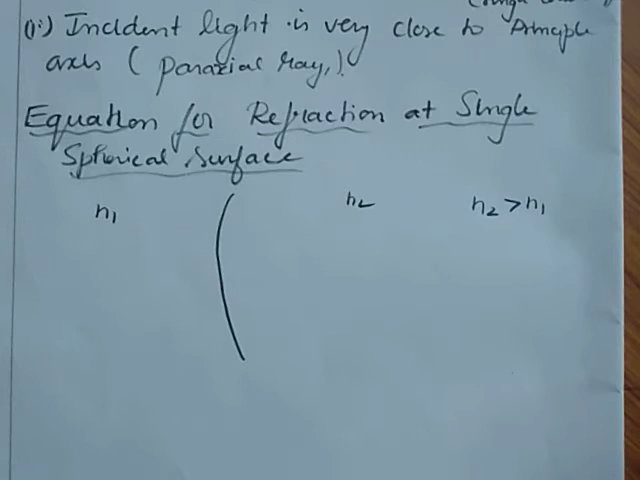 (ii) Incident light is very close to Principle
axis (paraxial ray,).
Equation for Refraction at Single
Spherical Surface
n₁ n₂ n₂ > n₁